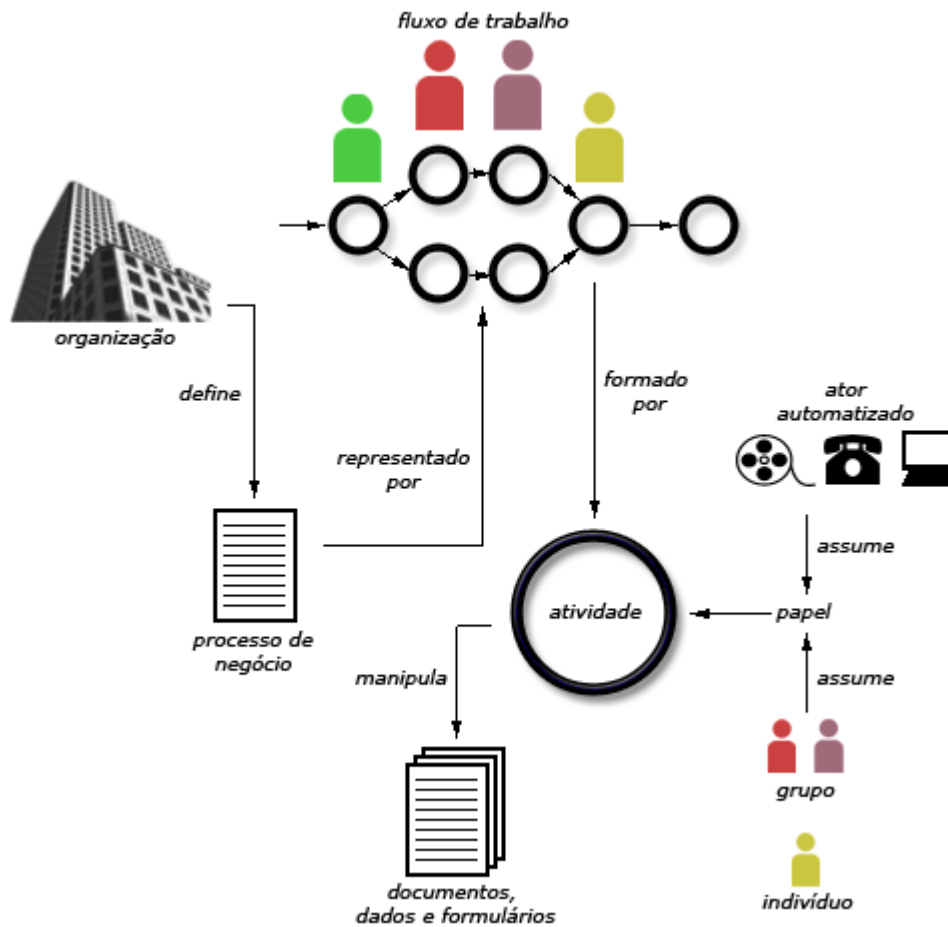 fluxo de trabalho
organização
define
representado
por
formado
por
ator
automatizado
assume
papel
assume
grupo
indivíduo
atividade
processo de
negócio
manipula
documentos,
dados e formulários